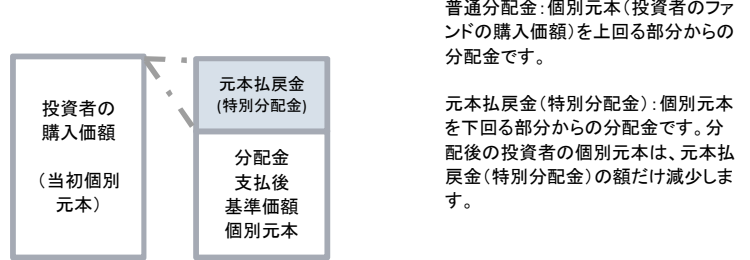 投資者の
購入価額
（当初個別
元本）
元本払戻金
(特別分配金)
分配金
支払後
基準価額
個別元本
普通分配金：個別元本（投資者のファ
ンドの購入価額）を上回る部分からの
分配金です。
元本払戻金（特別分配金）：個別元本
を下回る部分からの分配金です。分
配後の投資者の個別元本は、元本払
戻金（特別分配金）の額だけ減少しま
す。